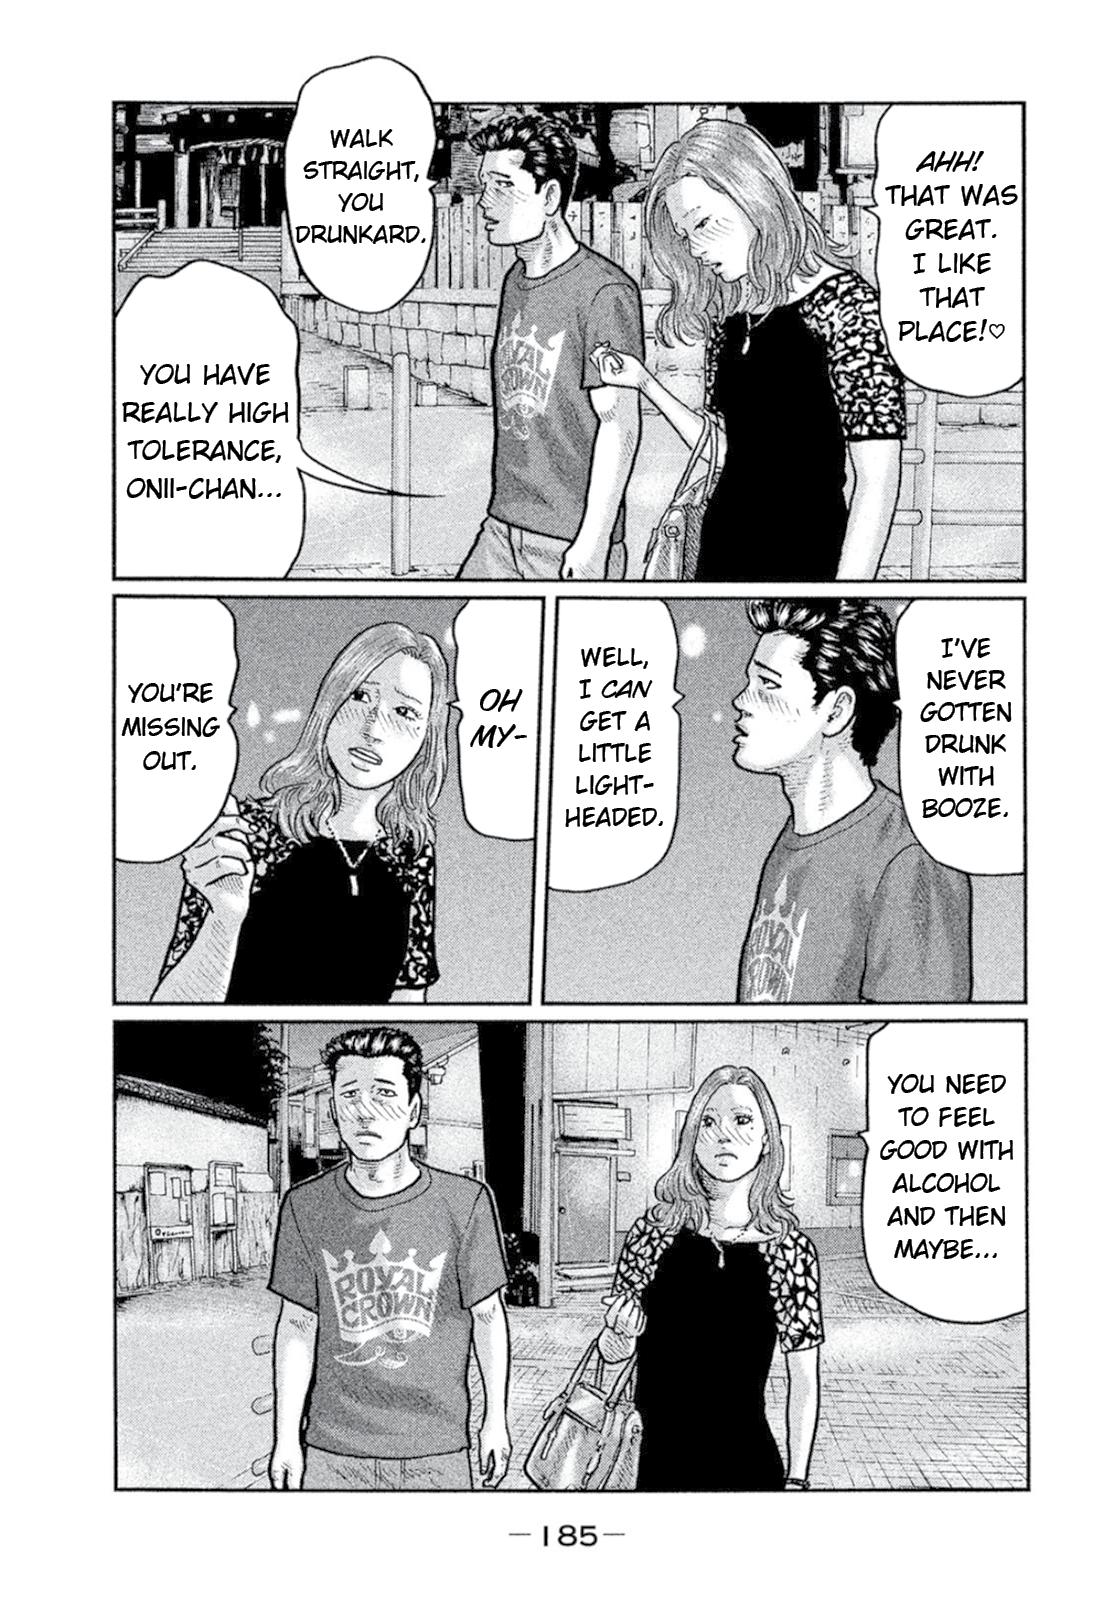 AHH!
THAT WAS
GREAT.
I LIKE
THAT
PLACE!♡
WALK
STRAIGHT,
YOU
DRUNKARD.
YOU HAVE
REALLY HIGH
TOLERANCE,
ONII-CHAN...
ROYAL
CROWN
I'VE
NEVER
GOTTEN
DRUNK
WITH
BOOZE.
WELL,
I CAN
GET A
LITTLE
LIGHT-
HEADED.
ROYAL
CROWN
OH
MY-
YOU'RE
MISSING
OUT.
YOU NEED
TO FEEL
GOOD WITH
ALCOHOL
AND THEN
MAYBE...
ROYAL
CROWN
-185-